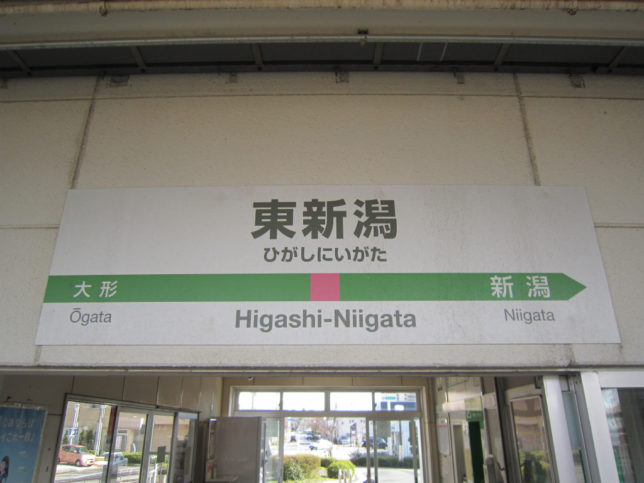 東新潟
ひがしにいがた
大形
新潟
Ōgata
Higashi-Niigata
Niigata